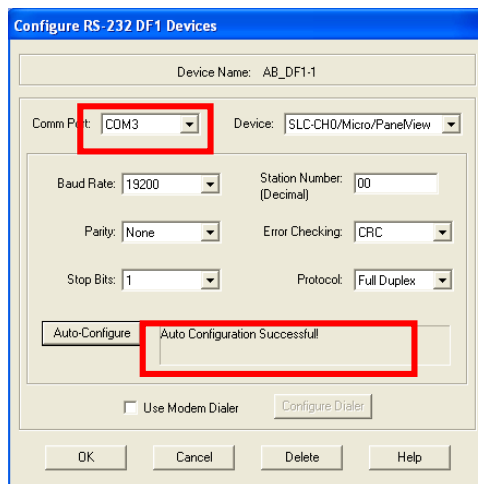 Configure RS-232 DF1 Devices
Device Name: AB_DF1-1
Comm Port: COM3 Device: SLC-CH0/Micro/PanelView
Baud Rate: 19200 Station Number: 00
(Decimal)
Parity: None Error Checking: CRC
Stop Bits: 1 Protocol: Full Duplex
Auto-Configure Auto Configuration Successful!
Use Modem Dialer Configure Dialer
OK Cancel Delete Help